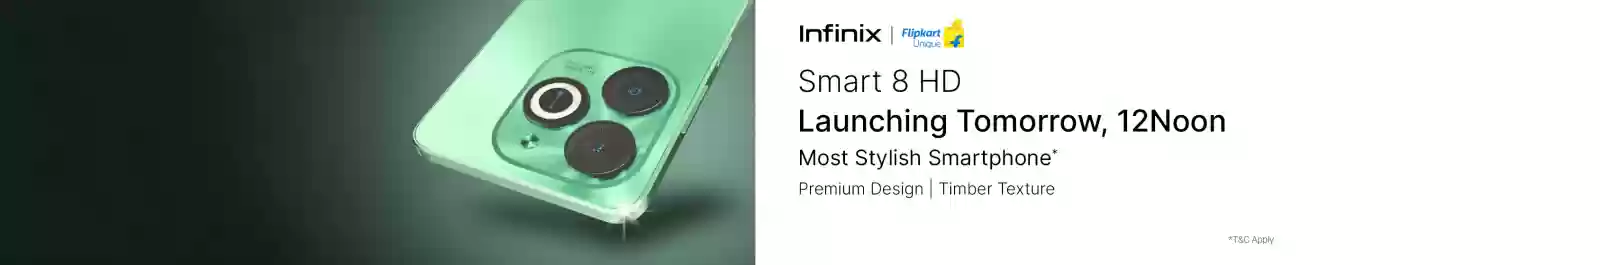 Infinix | Flipkart Unique
Smart 8 HD
Launching Tomorrow, 12Noon
Most Stylish Smartphone*
Premium Design | Timber Texture
*T&C Apply